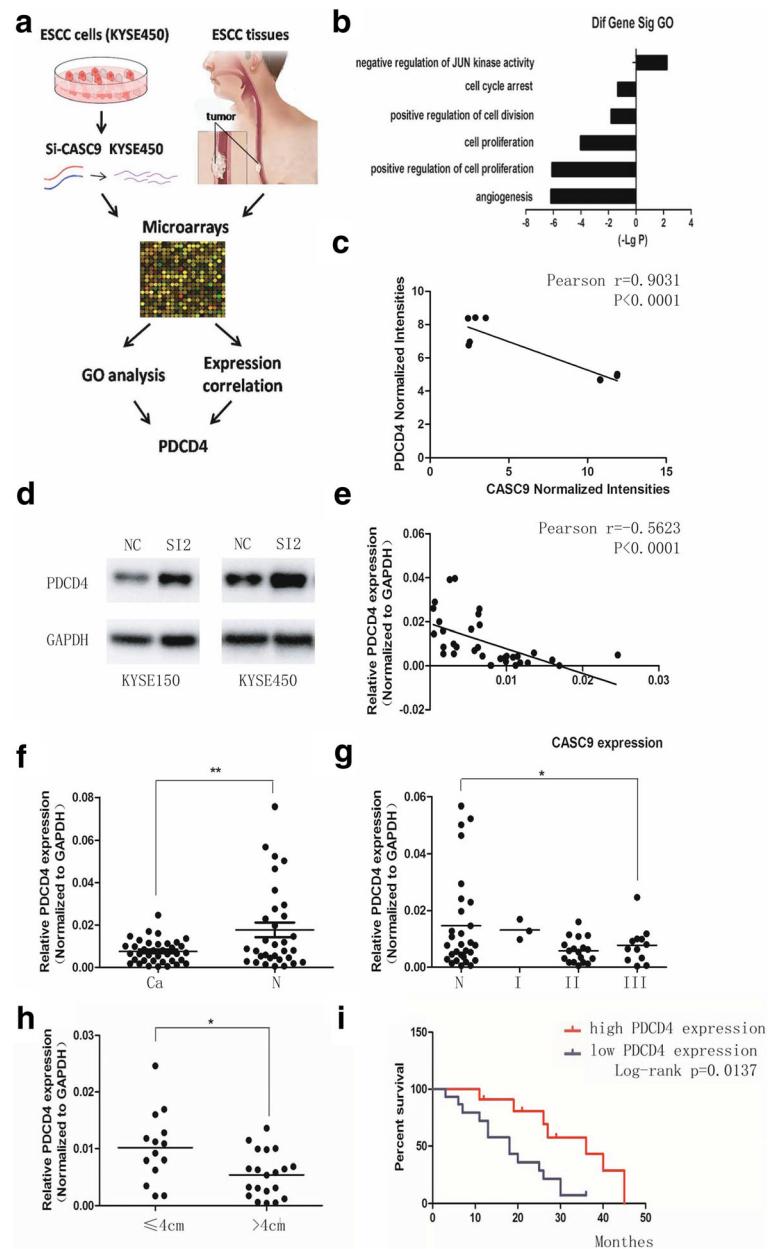 a
ESCC cells (KYSE450)
ESCC tissues
tumor
Si-CASC9 KYSE450
Microarrays
GO analysis
Expression
correlation
PDCD4
b
Dif Gene Sig GO
negative regulation of JUN kinase activity
cell cycle arrest
positive regulation of cell division
cell proliferation
positive regulation of cell proliferation
angiogenesis
-8 -6 -4 -2 0 2 4
(-Lg P)
c
Pearson r=0.9031
P<0.0001
PDCD4 Normalized Intensities
10
8
6
4
2
0
0 5 10 15
CASC9 Normalized Intensities
d
NC SI2 NC SI2
PDCD4
GAPDH
KYSE150 KYSE450
e
Pearson r=-0.5623
P<0.0001
Relative PDCD4 expression
(Normalized to GAPDH)
0.06
0.04
0.02
0.00
-0.02
0.01 0.02 0.03
CASC9 expression
f
**
Relative PDCD4 expression
(Normalized to GAPDH)
0.08
0.06
0.04
0.02
0.00
Ca N
g
*
Relative PDCD4 expression
(Normalized to GAPDH)
0.06
0.04
0.02
0.00
N I II III
h
*
Relative PDCD4 expression
(Normalized to GAPDH)
0.03
0.02
0.01
0.00
≤4cm >4cm
i
high PDCD4 expression
low PDCD4 expression
Log-rank p=0.0137
Percent survival
150
100
50
0
0 10 20 30 40 50
Monthes